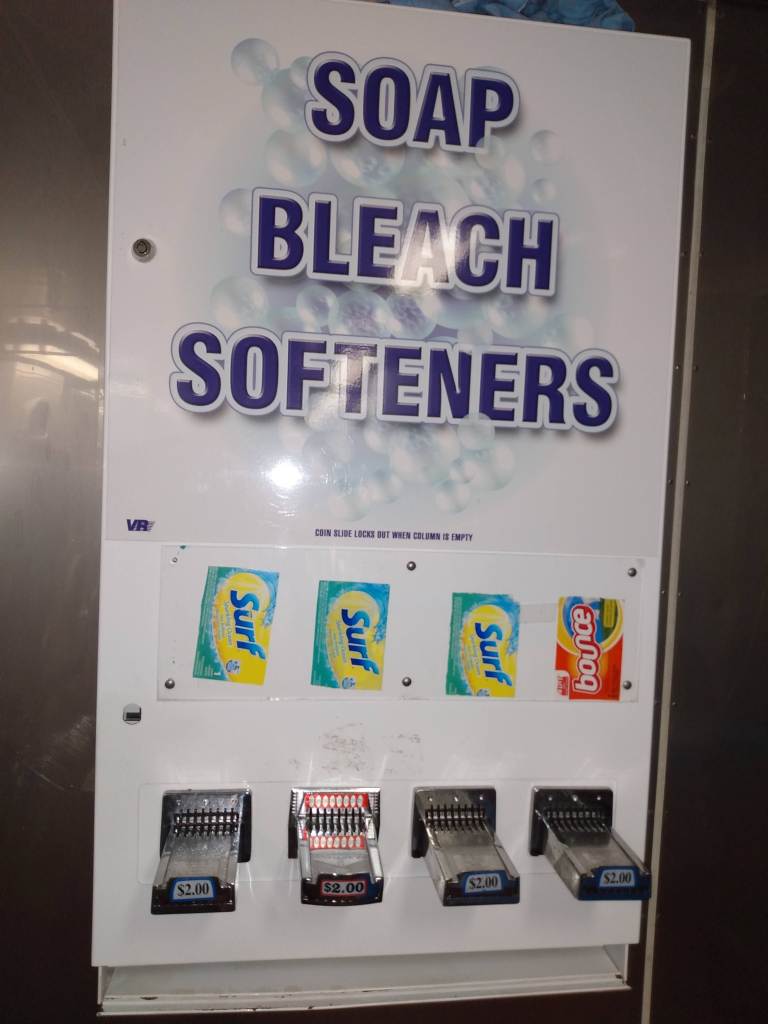 SOAP
BLEACH
SOFTENERS
VR
COIN SLIDE LOCKS OUT WHEN COLUMN IS EMPTY
Surf
Surf
Surf
bounce
$2.00
$2.00
$2.00
$2.00